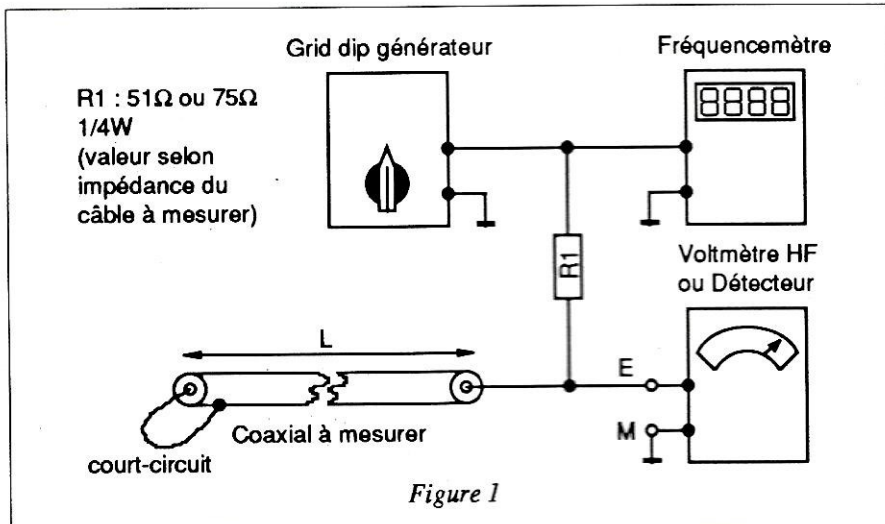 Grid dip générateur
Fréquencemètre
R1 : 51Ω ou 75Ω
1/4W
(valeur selon
impédance du
câble à mesurer)
8888
R1
Voltmètre HF
ou Détecteur
L
E
M
Coaxial à mesurer
court-circuit
Figure 1